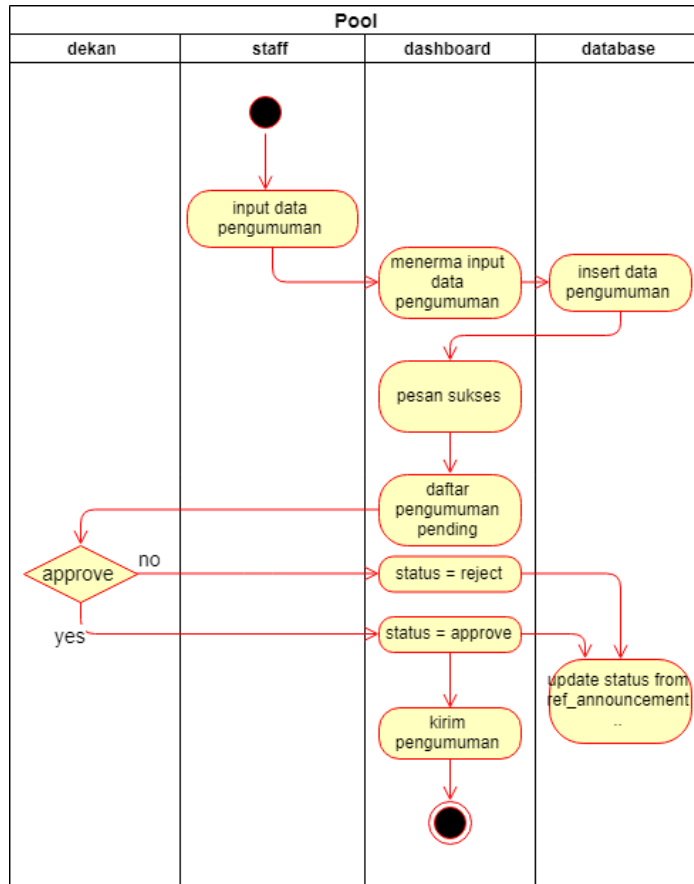 Pool
dekan
staff
dashboard
database
input data
pengumuman
menerma input
data
pengumuman
insert data
pengumuman
pesan sukses
daftar
pengumuman
pending
approve
no
status = reject
yes
status = approve
update status from
ref_announcement
..
kirim
pengumuman